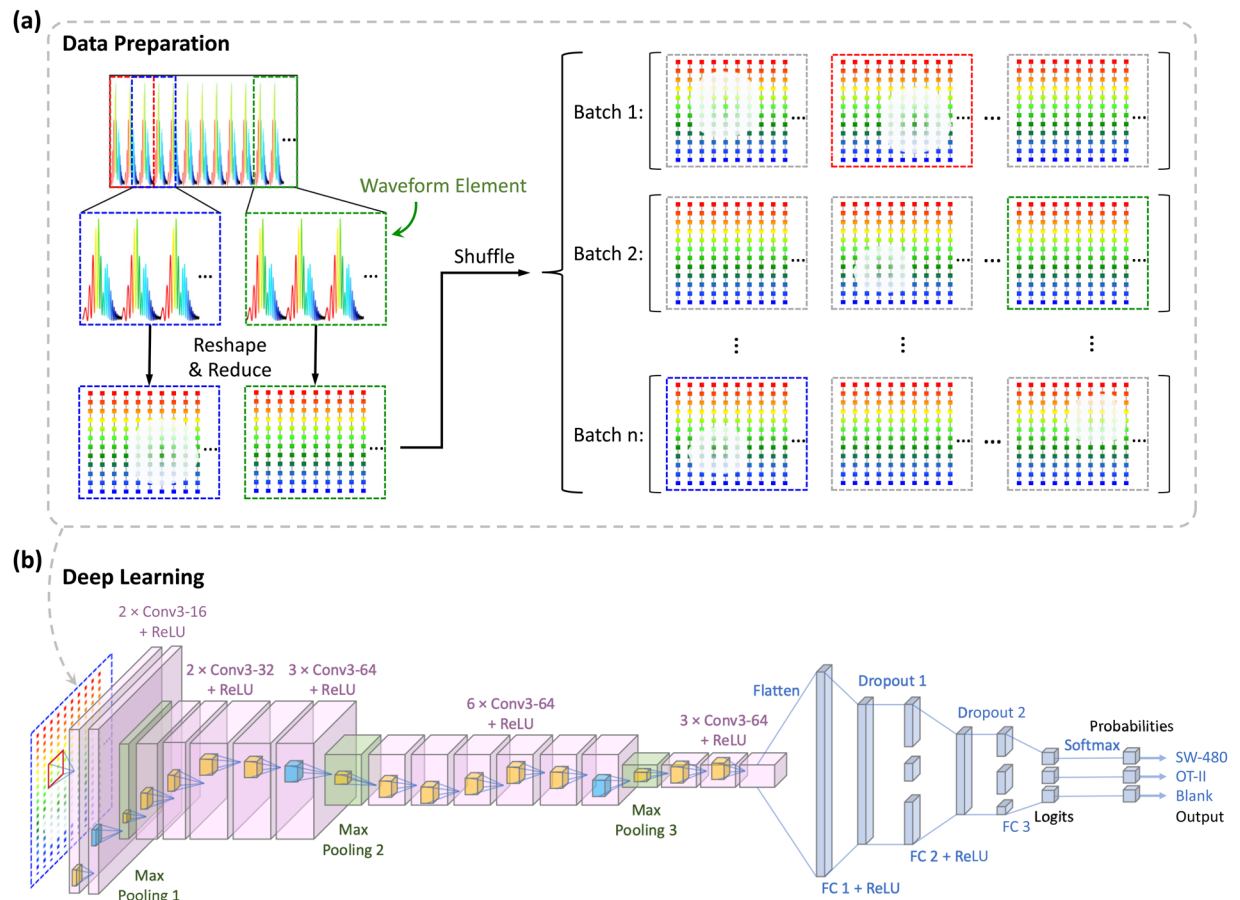 (a)
Data Preparation
Waveform Element
Reshape
& Reduce
Shuffle
Batch 1:
Batch 2:
Batch n:
(b)
Deep Learning
2 × Conv3-16
+ ReLU
2 × Conv3-32
+ ReLU
3 × Conv3-64
+ ReLU
6 × Conv3-64
+ ReLU
3 × Conv3-64
+ ReLU
Max
Pooling 1
Max
Pooling 2
Max
Pooling 3
Flatten
FC 1 + ReLU
Dropout 1
FC 2 + ReLU
Dropout 2
FC 3
Logits
Softmax
Probabilities
SW-480
OT-II
Blank
Output